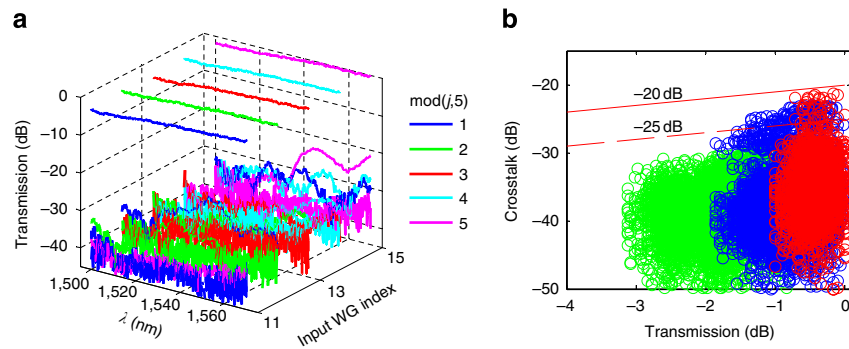 a
Transmission (dB)
0
−10
−20
−30
−40
1,500
1,520
1,540
1,560
λ (nm)
11
13
15
Input WG index
mod(j,5)
1
2
3
4
5
b
Crosstalk (dB)
−20
−30
−40
−50
−20 dB
−25 dB
−4
−3
−2
−1
0
Transmission (dB)